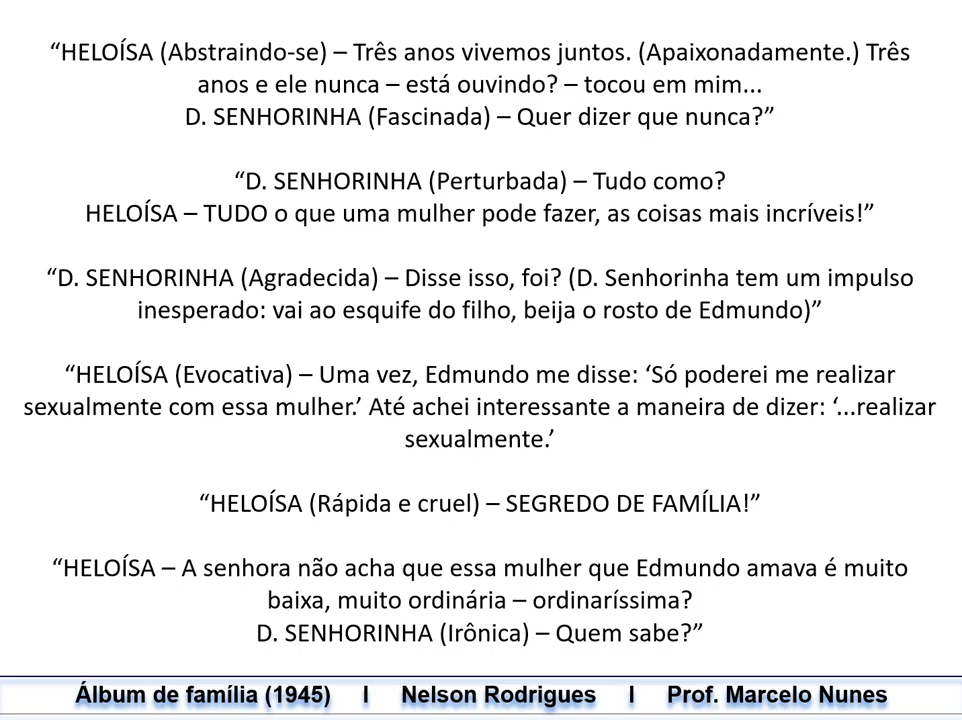 “HELOÍSA (Abstraindo-se) – Três anos vivemos juntos. (Apaixonadamente.) Três
anos e ele nunca – está ouvindo? – tocou em mim...
D. SENHORINHA (Fascinada) – Quer dizer que nunca?”
“D. SENHORINHA (Perturbada) – Tudo como?
HELOÍSA – TUDO o que uma mulher pode fazer, as coisas mais incríveis!”
“D. SENHORINHA (Agradecida) – Disse isso, foi? (D. Senhorinha tem um impulso
inesperado: vai ao esquife do filho, beija o rosto de Edmundo)”
“HELOÍSA (Evocativa) – Uma vez, Edmundo me disse: ‘Só poderei me realizar
sexualmente com essa mulher.’ Até achei interessante a maneira de dizer: ‘...realizar
sexualmente.’
“HELOÍSA (Rápida e cruel) – SEGREDO DE FAMÍLIA!”
“HELOÍSA – A senhora não acha que essa mulher que Edmundo amava é muito
baixa, muito ordinária – ordinaríssima?
D. SENHORINHA (Irônica) – Quem sabe?”
Álbum de família (1945) I Nelson Rodrigues I Prof. Marcelo Nunes